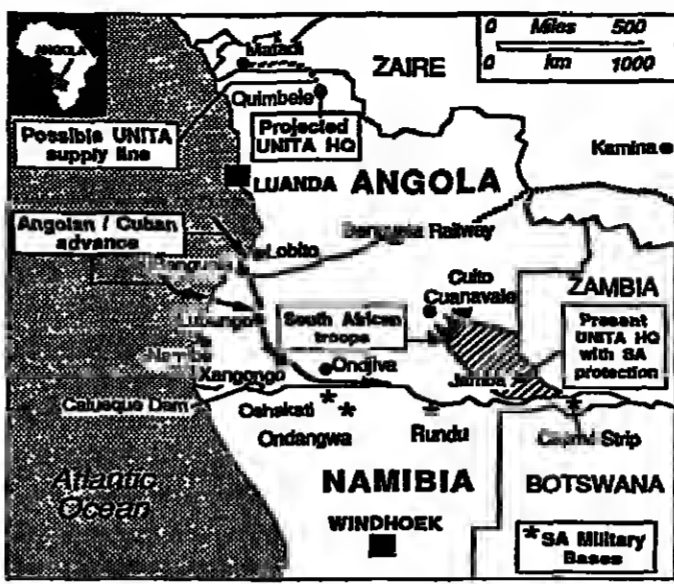 ANGOLA
0 Miles 500
0 km 1000
Matadi
ZAIRE
Quimbele
Projected
UNITA HQ
Possible UNITA
supply line
Kamina
LUANDA
ANGOLA
Angolan / Cuban
advance
Lobito
Benguela Railway
Benguela
Cuito
Cuanavale
ZAMBIA
Lubango
South African
troops
Present
UNITA HQ
with SA
protection
Namibe
Xangongo
Ondjiva
Jamba
Calueque Dam
Oshakati
Ondangwa
Rundu
Caprivi Strip
Atlantic
Ocean
NAMIBIA
BOTSWANA
WINDHOEK
* SA Military
Bases